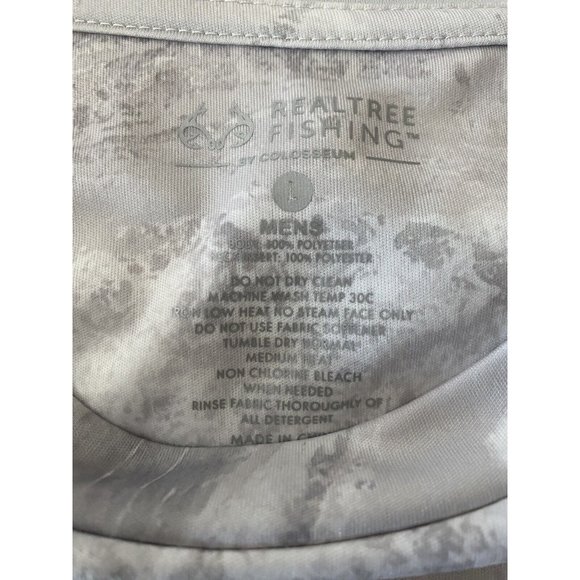 REALTREE
FISHING™
BY COLOSSEUM
L
MENS
BODY: 100% POLYETSER
INSERT: 100% POLYESTER
DO NOT DRY CLEAN
MACHINE WASH TEMP 30C
IRON LOW HEAT NO STEAM FACE ONLY
DO NOT USE FABRIC SOFTENER
TUMBLE DRY NORMAL
MEDIUM HEAT
NON CHLORINE BLEACH
WHEN NEEDED
RINSE FABRIC THOROUGHLY OF
ALL DETERGENT
MADE IN